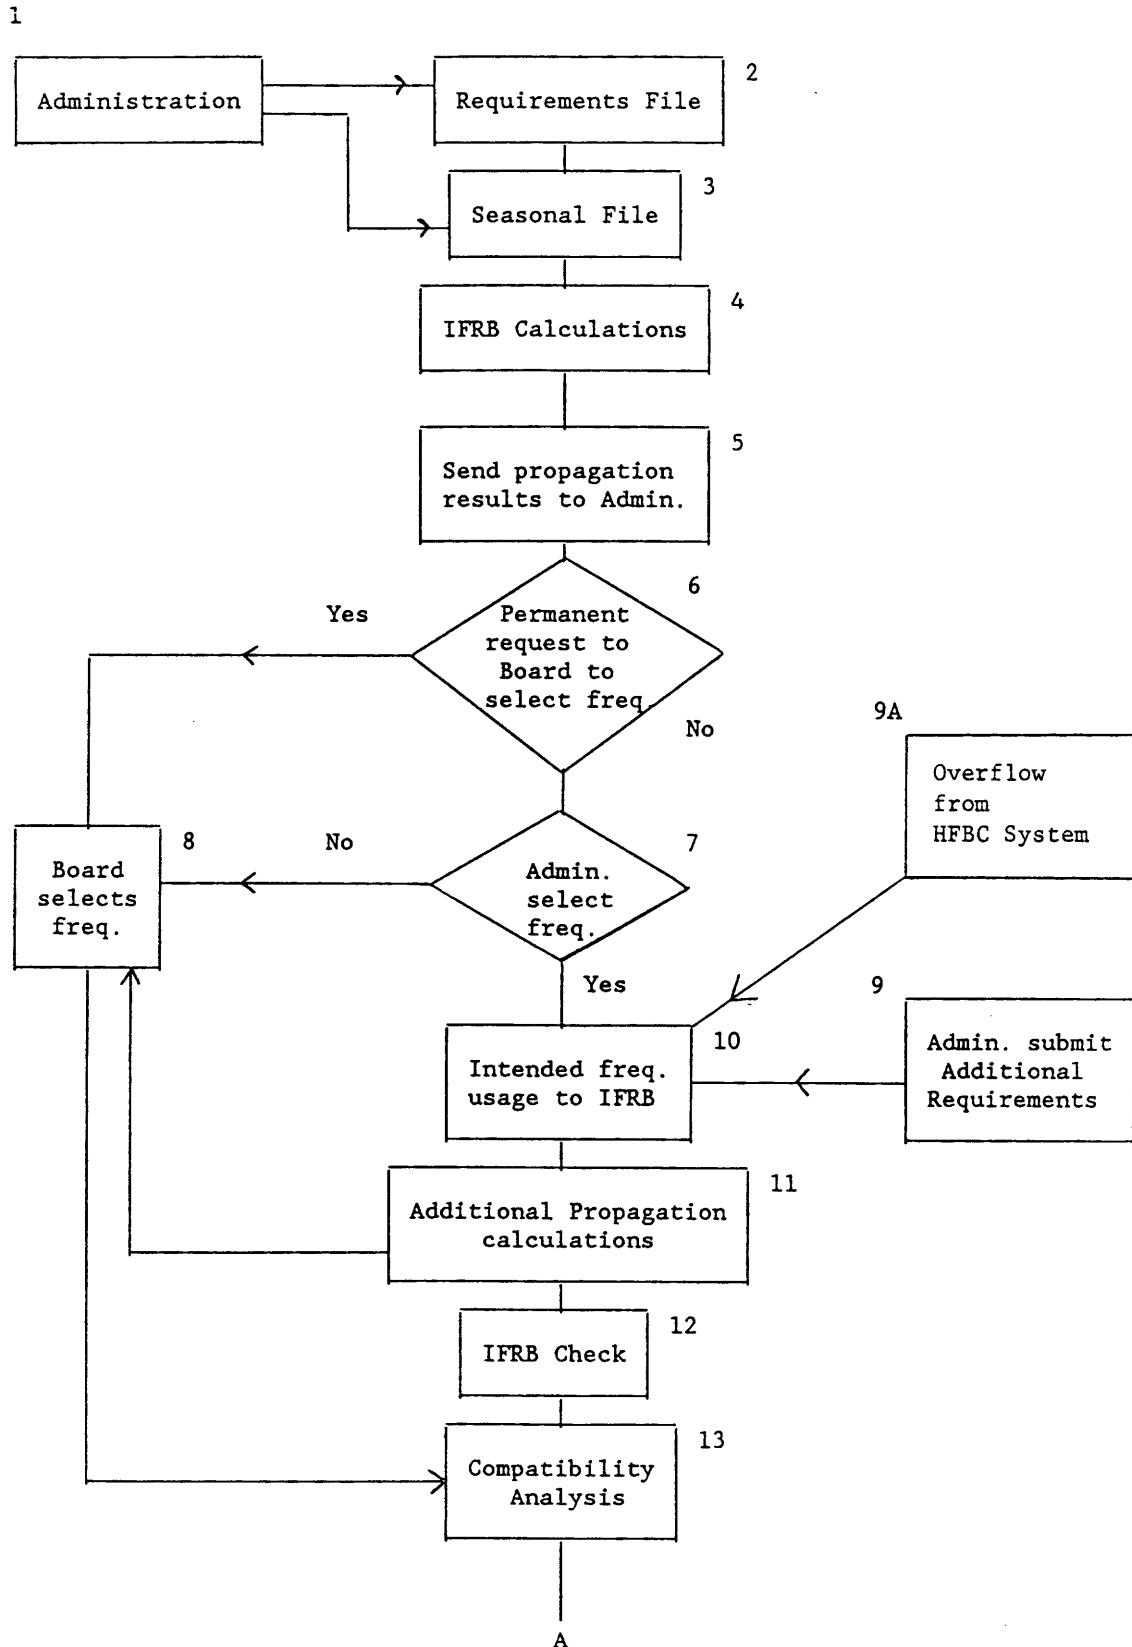 1
Administration
Requirements File
2
Seasonal File
3
IFRB Calculations
4
Send propagation
results to Admin.
5
Permanent
request to
Board to
select freq.
6
Yes
No
Admin.
select
freq.
7
No
Yes
Board
selects
freq.
8
9A
Overflow
from
HFBC System
9
Admin. submit
Additional
Requirements
Intended freq.
usage to IFRB
10
Additional Propagation
calculations
11
IFRB Check
12
Compatibility
Analysis
13
A